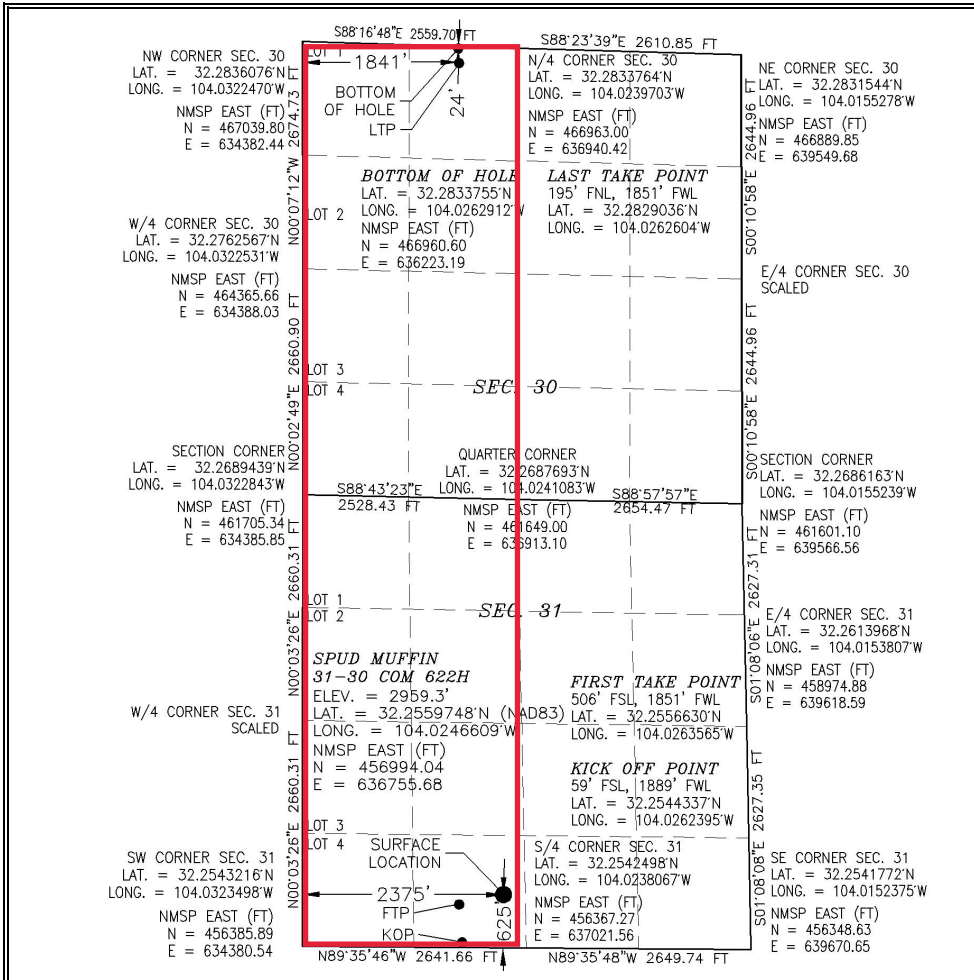 S88°16'48"E 2559.70 FT
S88°23'39"E 2610.85 FT
NW CORNER SEC. 30
LAT. = 32.2836076'N
LONG. = 104.0322470'W
NMSP EAST (FT)
N = 467039.80
E = 634382.44
N00°07'12"W 2674.73 FT
LOT 1
1841'
BOTTOM
OF HOLE
LTP
24'
N/4 CORNER SEC. 30
LAT. = 32.2833764'N
LONG. = 104.0239703'W
NMSP EAST (FT)
N = 466963.00
E = 636940.42
NE CORNER SEC. 30
LAT. = 32.2831544'N
LONG. = 104.0155278'W
NMSP EAST (FT)
N = 466889.85
E = 639549.68
S00°10'58"E 2644.96 FT
BOTTOM OF HOLE
LAT. = 32.2833755'N
LONG. = 104.0262912'W
NMSP EAST (FT)
N = 466960.60
E = 636223.19
LAST TAKE POINT
195' FNL, 1851' FWL
LAT. = 32.2829036'N
LONG. = 104.0262604'W
LOT 2
W/4 CORNER SEC. 30
LAT. = 32.2762567'N
LONG. = 104.0322531'W
NMSP EAST (FT)
N = 464365.66
E = 634388.03
E/4 CORNER SEC. 30
SCALED
N00°02'49"E 2660.90 FT
S00°10'58"E 2644.96 FT
LOT 3
LOT 4
SEC. 30
SECTION CORNER
LAT. = 32.2689439'N
LONG. = 104.0322843'W
NMSP EAST (FT)
N = 461705.34
E = 634385.85
S88°43'23"E
2528.43 FT
QUARTER CORNER
LAT. = 32.2687693'N
LONG. = 104.0241083'W
NMSP EAST (FT)
N = 461649.00
E = 636913.10
S88°57'57"E
2654.47 FT
SECTION CORNER
LAT. = 32.2686163'N
LONG. = 104.0155239'W
NMSP EAST (FT)
N = 461601.10
E = 639566.56
N00°03'26"E 2660.31 FT
S01°08'06"E 2627.31 FT
LOT 1
LOT 2
SEC. 31
E/4 CORNER SEC. 31
LAT. = 32.2613968'N
LONG. = 104.0153807'W
NMSP EAST (FT)
N = 458974.88
E = 639618.59
SPUD MUFFIN
31-30 COM 622H
ELEV. = 2959.3'
LAT. = 32.2559748'N (NAD83)
LONG. = 104.0246609'W
NMSP EAST (FT)
N = 456994.04
E = 636755.68
W/4 CORNER SEC. 31
SCALED
FIRST TAKE POINT
506' FSL, 1851' FWL
LAT. = 32.2556630'N
LONG. = 104.0263565'W
KICK OFF POINT
59' FSL, 1889' FWL
LAT. = 32.2544337'N
LONG. = 104.0262395'W
N00°03'26"E 2660.31 FT
S01°08'08"E 2627.35 FT
LOT 3
LOT 4
SURFACE
LOCATION
2375'
FTP
KOP
625'
SW CORNER SEC. 31
LAT. = 32.2543216'N
LONG. = 104.0323498'W
NMSP EAST (FT)
N = 456385.89
E = 634380.54
S/4 CORNER SEC. 31
LAT. = 32.2542498'N
LONG. = 104.0238067'W
NMSP EAST (FT)
N = 456367.27
E = 637021.56
SE CORNER SEC. 31
LAT. = 32.2541772'N
LONG. = 104.0152375'W
NMSP EAST (FT)
N = 456348.63
E = 639670.65
N89°35'46"W 2641.66 FT
N89°35'48"W 2649.74 FT